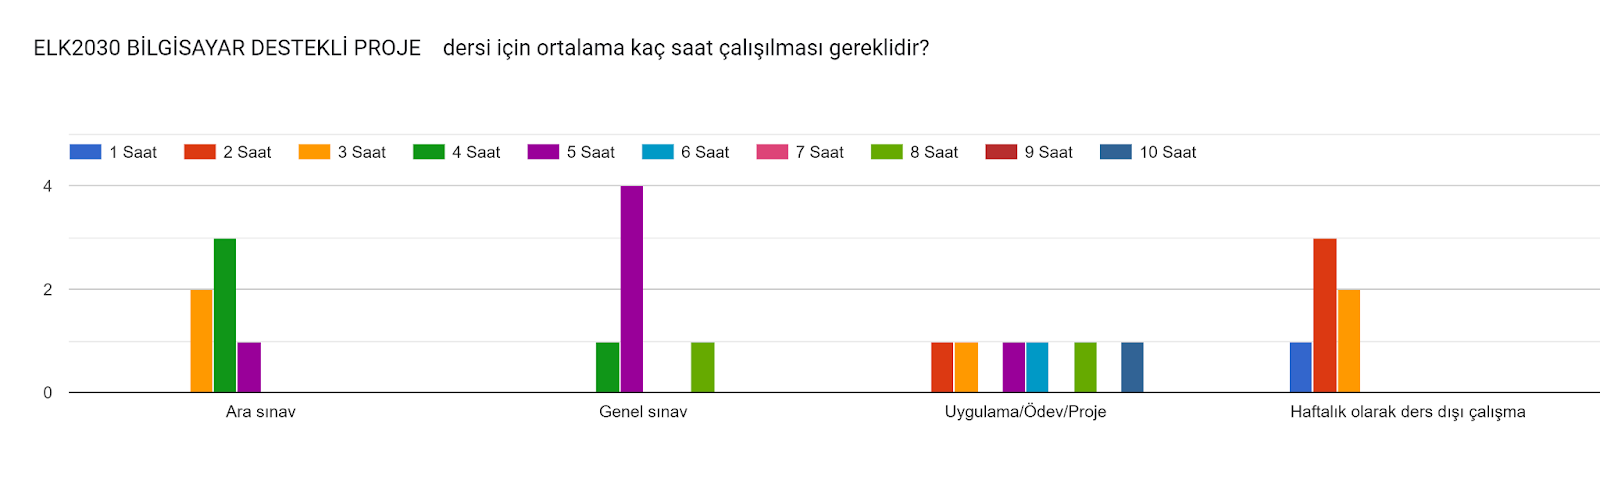 ELK2030 BİLGİSAYAR DESTEKLİ PROJE    dersi için ortalama kaç saat çalışılması gereklidir?
1 Saat 2 Saat 3 Saat 4 Saat 5 Saat 6 Saat 7 Saat 8 Saat 9 Saat 10 Saat
4
2
0
Ara sınav Genel sınav Uygulama/Ödev/Proje Haftalık olarak ders dışı çalışma